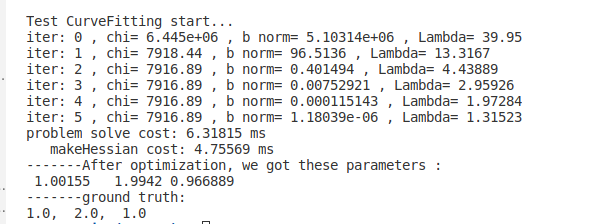 Test CurveFitting start...
iter: 0 , chi= 6.445e+06 , b norm= 5.10314e+06 , Lambda= 39.95
iter: 1 , chi= 7918.44 , b norm= 96.5136 , Lambda= 13.3167
iter: 2 , chi= 7916.89 , b norm= 0.401494 , Lambda= 4.43889
iter: 3 , chi= 7916.89 , b norm= 0.00752921 , Lambda= 2.95926
iter: 4 , chi= 7916.89 , b norm= 0.000115143 , Lambda= 1.97284
iter: 5 , chi= 7916.89 , b norm= 1.18039e-06 , Lambda= 1.31523
problem solve cost: 6.31815 ms
   makeHessian cost: 4.75569 ms
-------After optimization, we got these parameters :
 1.00155   1.9942 0.966889
-------ground truth:
1.0,  2.0,  1.0